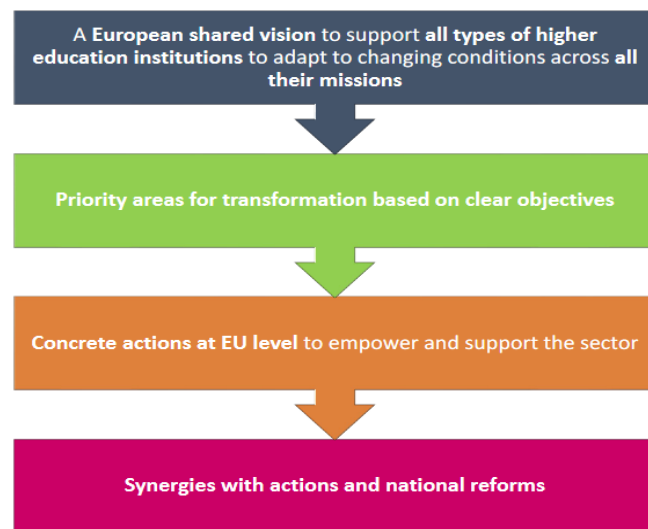 A European shared vision to support all types of higher
education institutions to adapt to changing conditions across all
their missions
Priority areas for transformation based on clear objectives
Concrete actions at EU level to empower and support the sector
Synergies with actions and national reforms